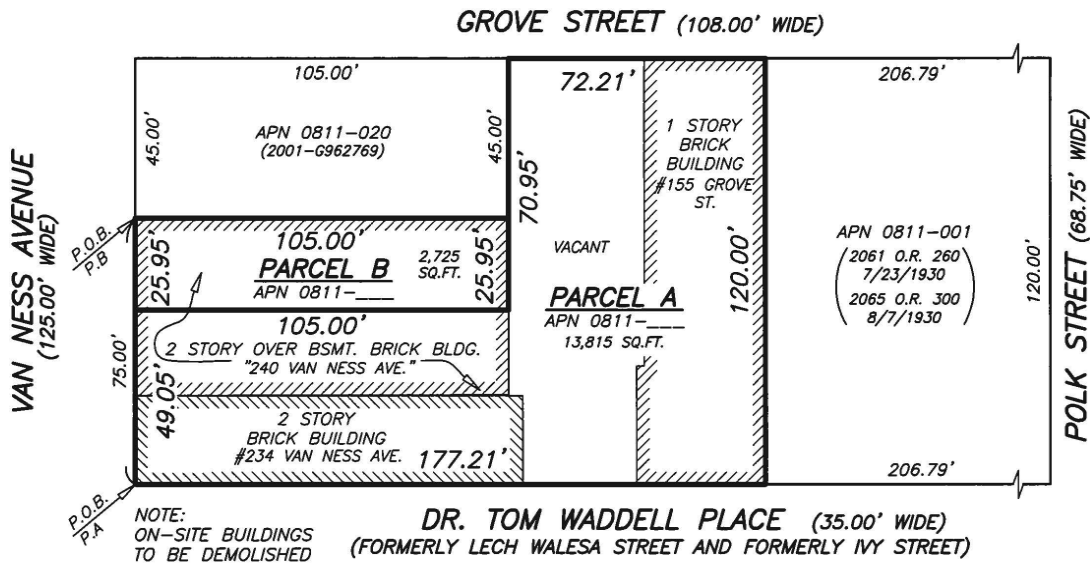 GROVE STREET (108.00' WIDE)
105.00'
45.00'
APN 0811-020
(2001-G962769)
45.00'
72.21'
70.95'
1 STORY
BRICK
BUILDING
#155 GROVE
ST.
206.79'
VAN NESS AVENUE
(125.00' WIDE)
P.O.B.
P.B
25.95'
105.00'
PARCEL B
APN 0811-___
2,725
SQ.FT.
25.95'
VACANT
PARCEL A
APN 0811-___
13,815 SQ.FT.
120.00'
APN 0811-001
(2061 O.R. 260
7/23/1930
2065 O.R. 300
8/7/1930)
120.00'
POLK STREET (68.75' WIDE)
75.00'
105.00'
2 STORY OVER BSMT. BRICK BLDG.
"240 VAN NESS AVE."
49.05'
2 STORY
BRICK BUILDING
#234 VAN NESS AVE.
177.21'
206.79'
P.O.B.
P.A
NOTE:
ON-SITE BUILDINGS
TO BE DEMOLISHED
DR. TOM WADDELL PLACE (35.00' WIDE)
(FORMERLY LECH WALESA STREET AND FORMERLY IVY STREET)